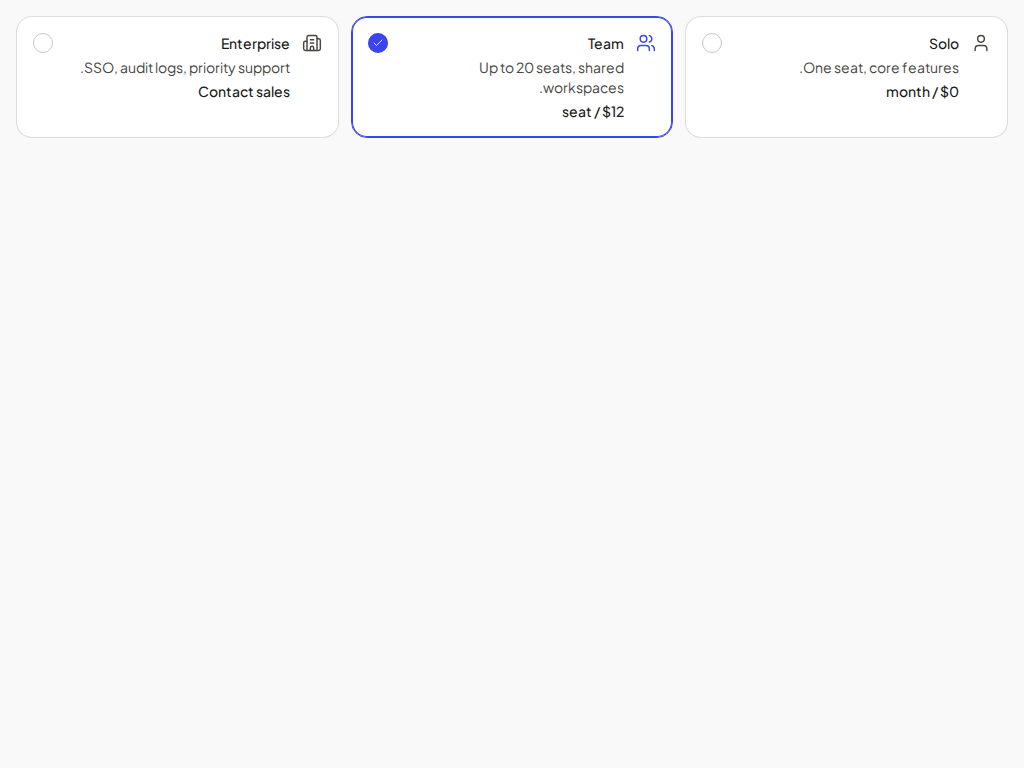 Solo
.One seat, core features
month / $0
Team
Up to 20 seats, shared
.workspaces
seat / $12
Enterprise
.SSO, audit logs, priority support
Contact sales